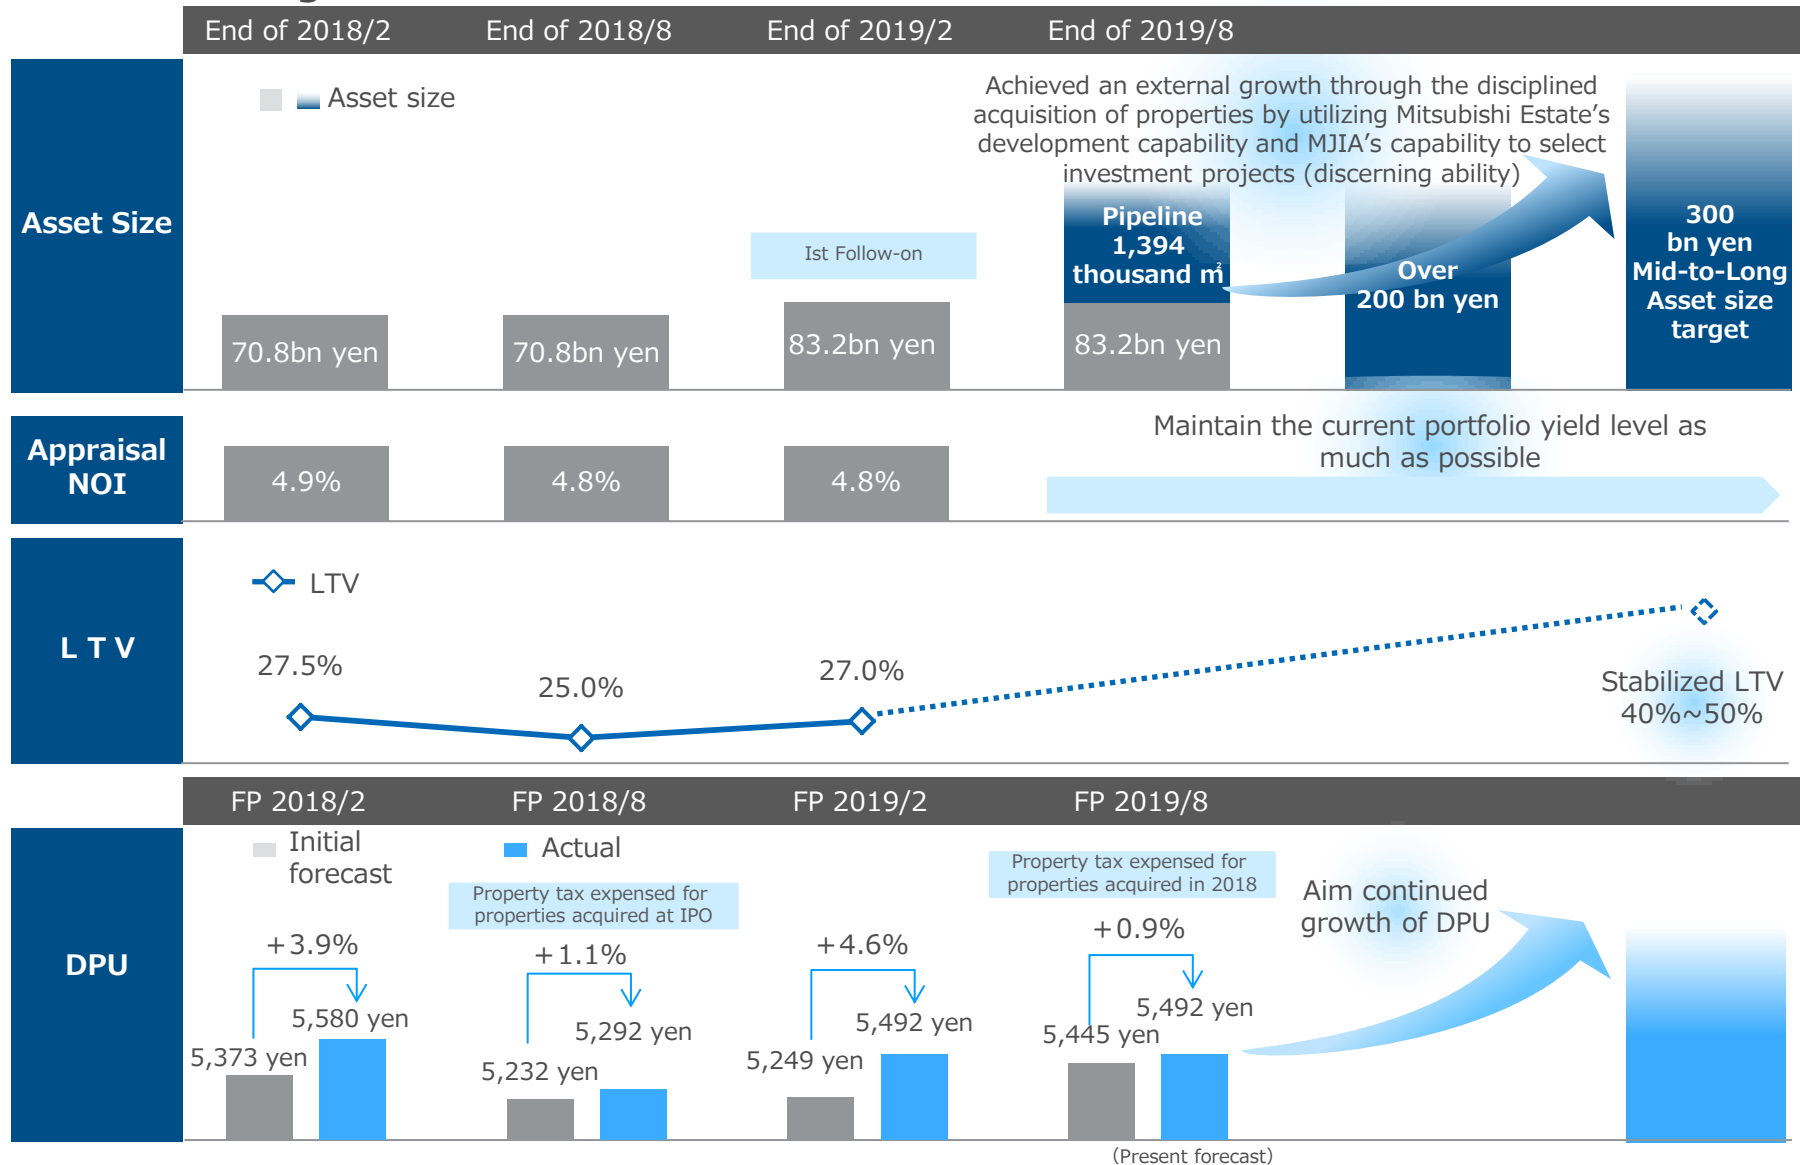 End of 2018/2
End of 2018/8
End of 2019/2
End of 2019/8
Asset Size
Asset size
Achieved an external growth through the disciplined
acquisition of properties by utilizing Mitsubishi Estate’s
development capability and MJIA’s capability to select
investment projects (discerning ability)
Ist Follow-on
70.8bn yen
70.8bn yen
83.2bn yen
Pipeline
1,394
thousand ㎡
83.2bn yen
Over
200 bn yen
300
bn yen
Mid-to-Long
Asset size
target
Appraisal
NOI
4.9%
4.8%
4.8%
Maintain the current portfolio yield level as
much as possible
L T V
LTV
27.5%
25.0%
27.0%
Stabilized LTV
40%~50%
FP 2018/2
FP 2018/8
FP 2019/2
FP 2019/8
DPU
Initial
forecast
Actual
Property tax expensed for
properties acquired at IPO
Property tax expensed for
properties acquired in 2018
Aim continued
growth of DPU
+3.9%
+1.1%
+4.6%
+0.9%
5,373 yen
5,580 yen
5,232 yen
5,292 yen
5,249 yen
5,492 yen
5,445 yen
5,492 yen
(Present forecast)